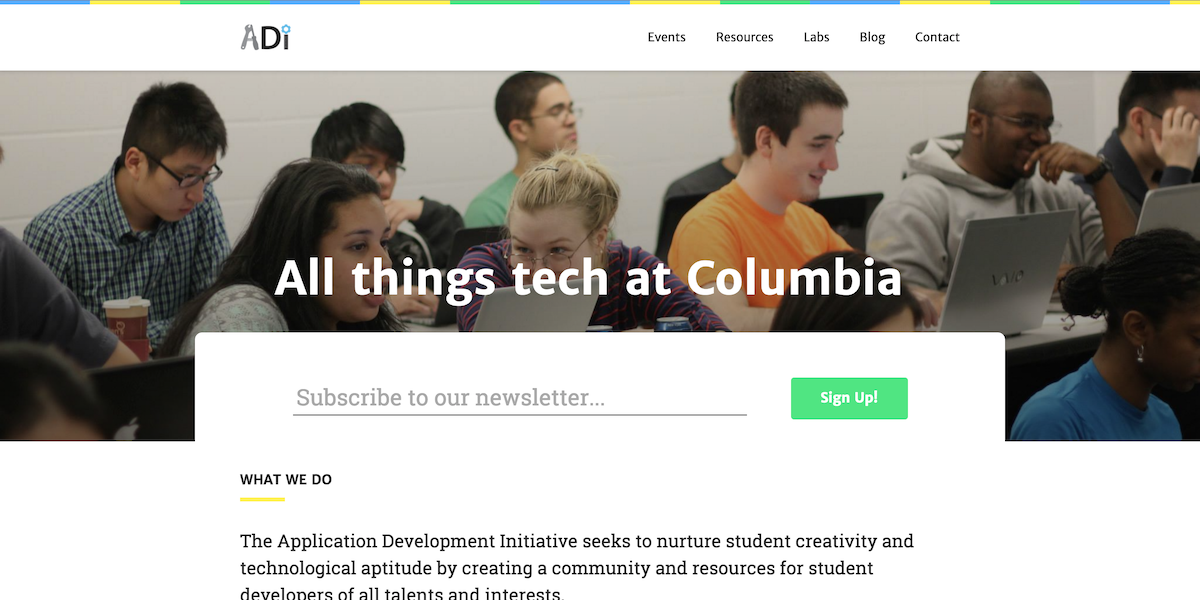 ADi
Events Resources Labs Blog Contact
All things tech at Columbia
VAIO
Subscribe to our newsletter...
Sign Up!
WHAT WE DO
The Application Development Initiative seeks to nurture student creativity and
technological aptitude by creating a community and resources for student
developers of all talents and interests.